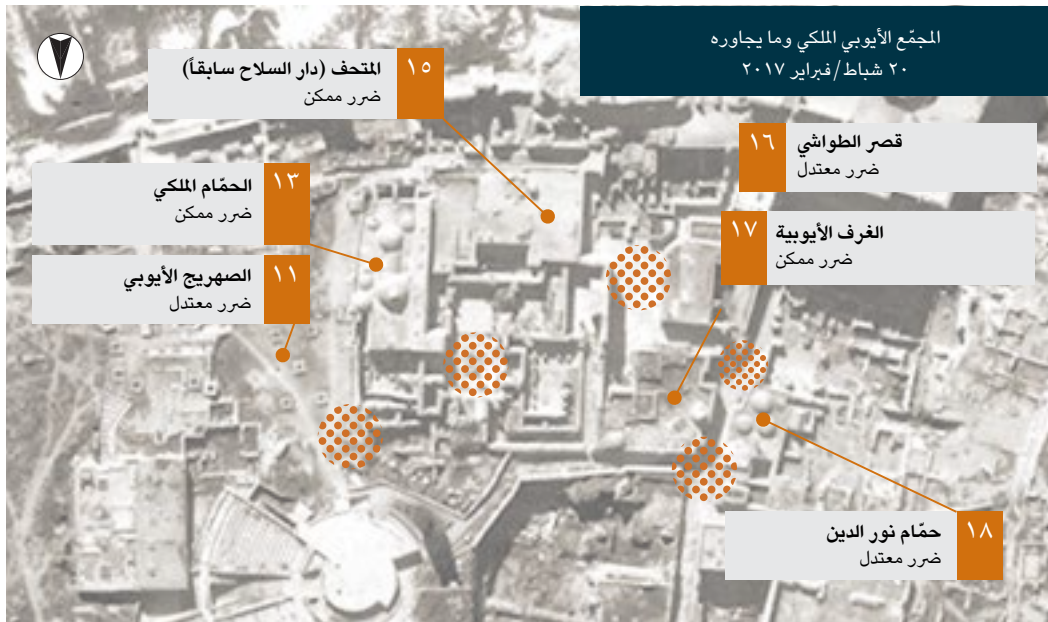 المجمّع الأيوبي الملكي وما يجاوره
٢٠ شباط/فبراير ٢٠١٧
١٥
المتحف (دار السلاح سابقاً)
ضرر ممكن
١٦
قصر الطواشي
ضرر معتدل
١٣
الحمّام الملكي
ضرر ممكن
١٧
الغرف الأيوبية
ضرر ممكن
١١
الصهريج الأيوبي
ضرر معتدل
١٨
حمّام نور الدين
ضرر معتدل